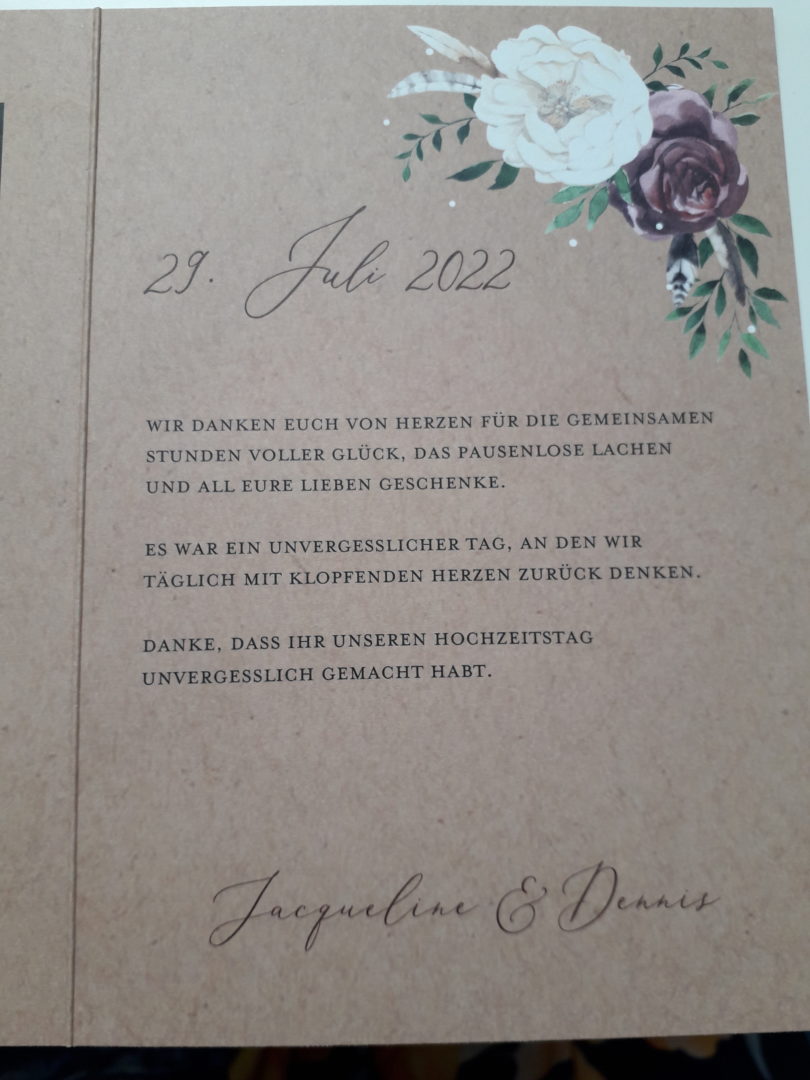 29. Juli 2022
WIR DANKEN EUCH VON HERZEN FÜR DIE GEMEINSAMEN
STUNDEN VOLLER GLÜCK, DAS PAUSENLOSE LACHEN
UND ALL EURE LIEBEN GESCHENKE.
ES WAR EIN UNVERGESSLICHER TAG, AN DEN WIR
TÄGLICH MIT KLOPFENDEN HERZEN ZURÜCK DENKEN.
DANKE, DASS IHR UNSEREN HOCHZEITSTAG
UNVERGESSLICH GEMACHT HABT.
Jacqueline & Dennis